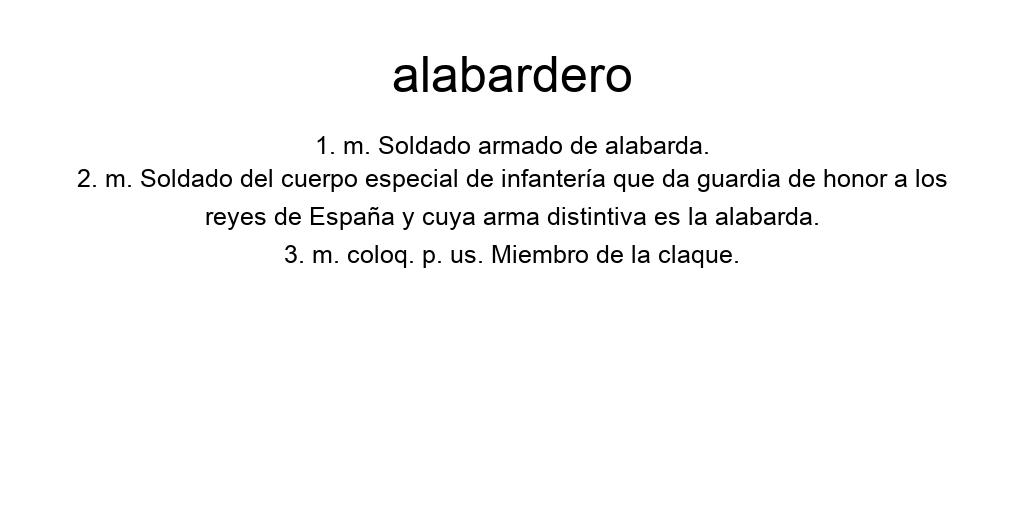 alabardero
1. m. Soldado armado de alabarda.
2. m. Soldado del cuerpo especial de infantería que da guardia de honor a los
reyes de España y cuya arma distintiva es la alabarda.
3. m. coloq. p. us. Miembro de la claque.